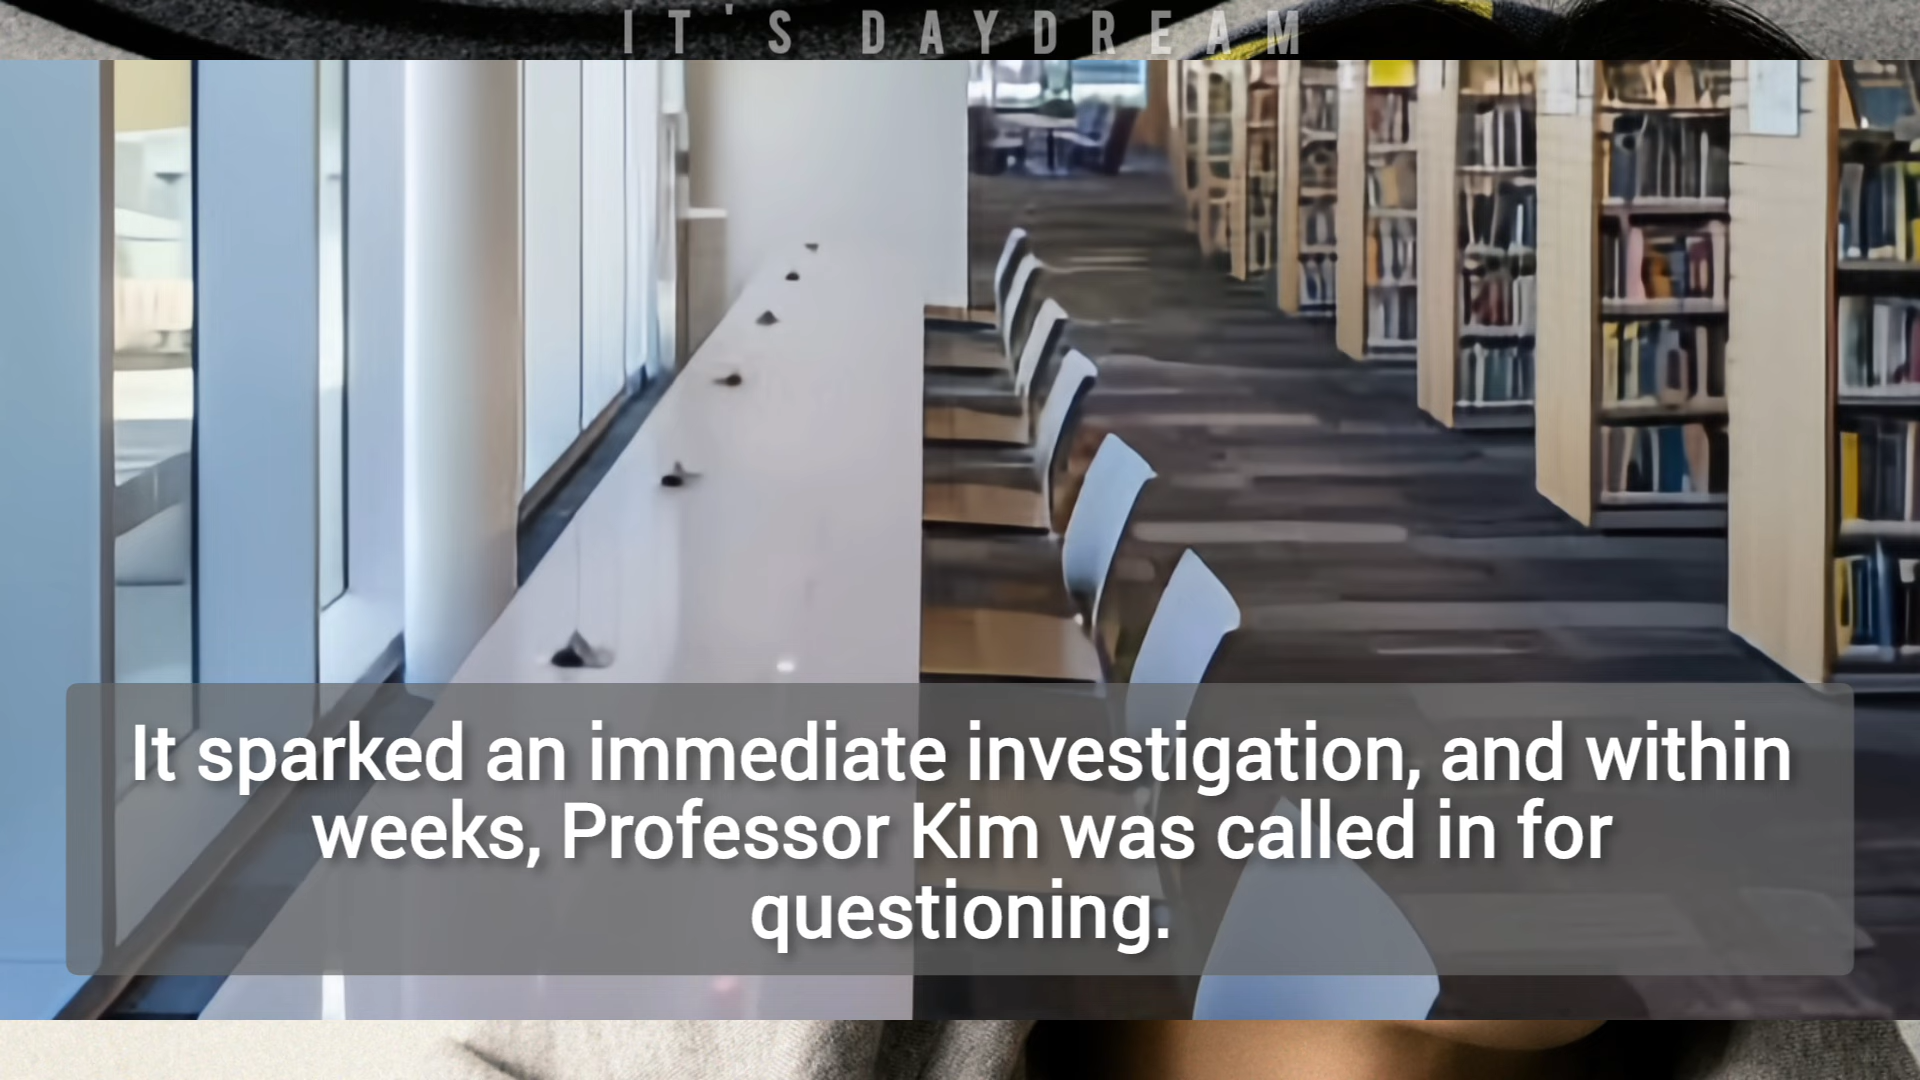 IT'S DAYDREAM
It sparked an immediate investigation, and within
weeks, Professor Kim was called in for
questioning.